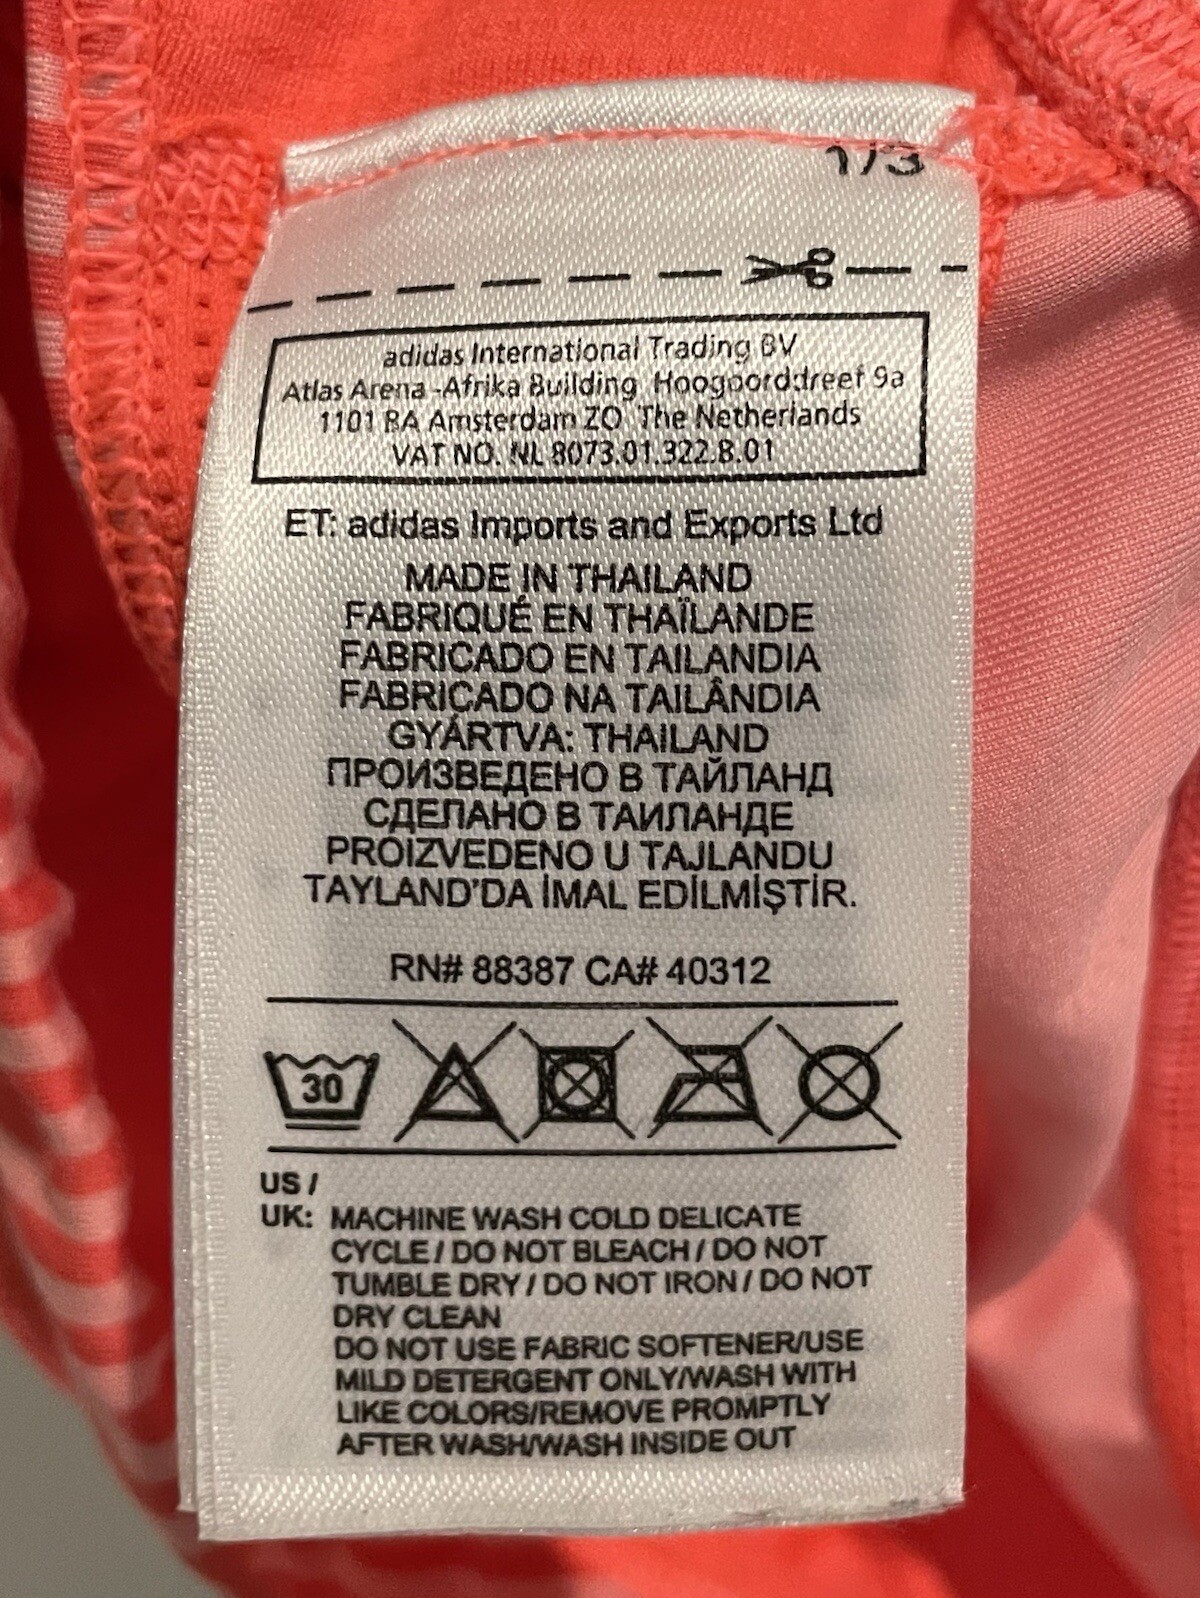 1/3
adidas International Trading BV
Atlas Arena -Afrika Building Hoogoorddreef 9a
1101 BA Amsterdam ZO The Netherlands
VAT NO. NL 8073.01.322.B.01
ET: adidas Imports and Exports Ltd
MADE IN THAILAND
FABRIQUÉ EN THAÏLANDE
FABRICADO EN TAILANDIA
FABRICADO NA TAILÂNDIA
GYÁRTVA: THAILAND
ПРОИЗВЕДЕНО В ТАЙЛАНД
СДЕЛАНО В ТАИЛАНДЕ
PROIZVEDENO U TAJLANDU
TAYLAND'DA İMAL EDİLMİŞTİR.
RN# 88387 CA# 40312
30
US /
UK: MACHINE WASH COLD DELICATE
CYCLE / DO NOT BLEACH / DO NOT
TUMBLE DRY / DO NOT IRON / DO NOT
DRY CLEAN
DO NOT USE FABRIC SOFTENER/USE
MILD DETERGENT ONLY/WASH WITH
LIKE COLORS/REMOVE PROMPTLY
AFTER WASH/WASH INSIDE OUT